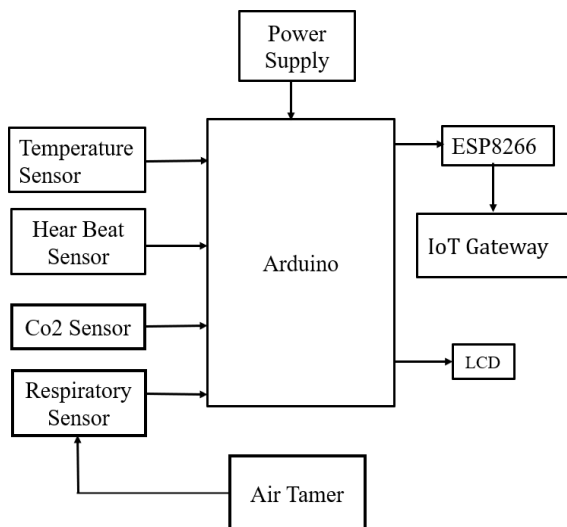 Power
Supply
Temperature
Sensor
Hear Beat
Sensor
Co2 Sensor
Respiratory
Sensor
Arduino
ESP8266
IoT Gateway
LCD
Air Tamer